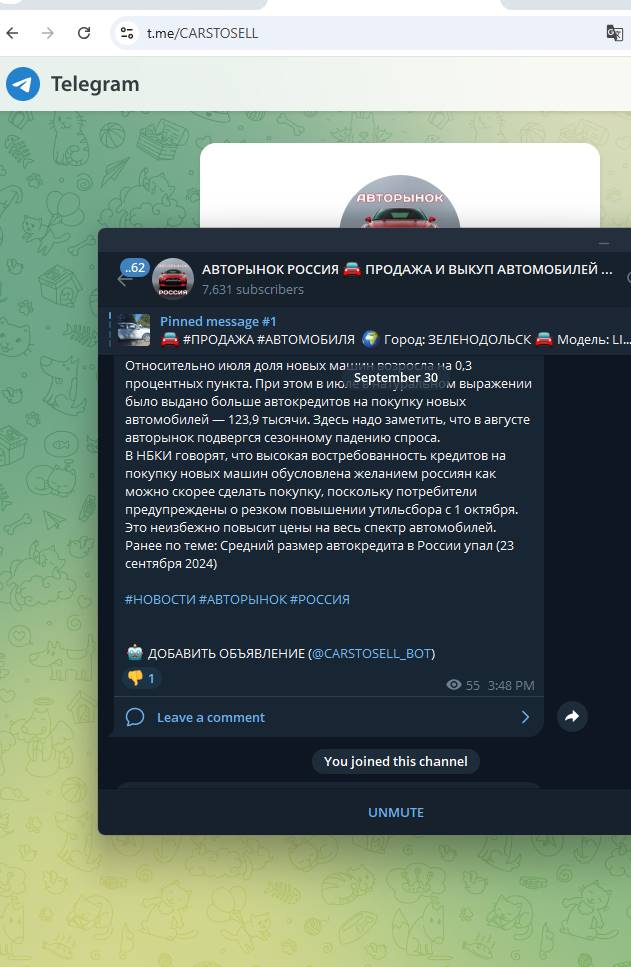 t.me/CARSTOSELL
Telegram
АВТОРЫНОК
..62
АВТОРЫНОК РОССИЯ 🚘 ПРОДАЖА И ВЫКУП АВТОМОБИЛЕЙ ...
РОССИЯ
7,631 subscribers
Pinned message #1
🚘 #ПРОДАЖА #АВТОМОБИЛЯ 🌍 Город: ЗЕЛЕНОДОЛЬСК 🚘 Модель: LI...
Относительно июля доля новых машин возросла на 0,3
September 30
процентных пункта. При этом в июле в натуральном выражении
было выдано больше автокредитов на покупку новых
автомобилей — 123,9 тысячи. Здесь надо заметить, что в августе
авторынок подвергся сезонному падению спроса.
В НБКИ говорят, что высокая востребованность кредитов на
покупку новых машин обусловлена желанием россиян как
можно скорее сделать покупку, поскольку потребители
предупреждены о резком повышении утильсбора с 1 октября.
Это неизбежно повысит цены на весь спектр автомобилей.
Ранее по теме: Средний размер автокредита в России упал (23
сентября 2024)
#НОВОСТИ #АВТОРЫНОК #РОССИЯ
🤖 ДОБАВИТЬ ОБЪЯВЛЕНИЕ (@CARSTOSELL_BOT)
👎 1
55 3:48 PM
Leave a comment
You joined this channel
UNMUTE